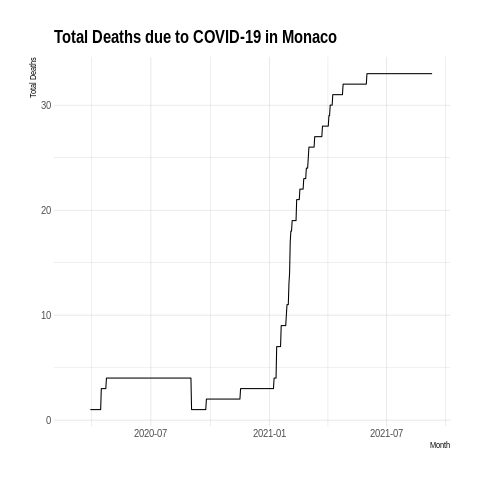 Total Deaths due to COVID-19 in Monaco
Total Deaths
30
20
10
0
2020-07
2021-01
2021-07
Month